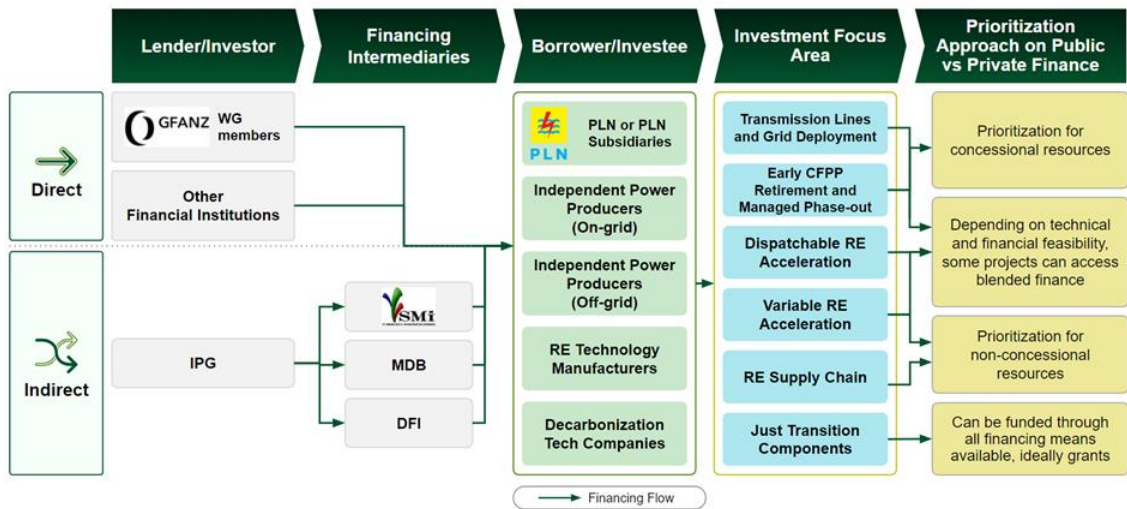 Lender/Investor
Financing
Intermediaries
Borrower/Investee
Investment Focus
Area
Prioritization
Approach on Public
vs Private Finance
Direct
GFANZ
WG
members
Other
Financial Institutions
Indirect
IPG
SMi
MDB
DFI
PLN
PLN or PLN
Subsidiaries
Independent Power
Producers
(On-grid)
Independent Power
Producers
(Off-grid)
RE Technology
Manufacturers
Decarbonization
Tech Companies
Transmission Lines
and Grid Deployment
Early CFPP
Retirement and
Managed Phase-out
Dispatchable RE
Acceleration
Variable RE
Acceleration
RE Supply Chain
Just Transition
Components
Prioritization for
concessional resources
Depending on technical
and financial feasibility,
some projects can access
blended finance
Prioritization for
non-concessional
resources
Can be funded through
all financing means
available, ideally grants
Financing Flow